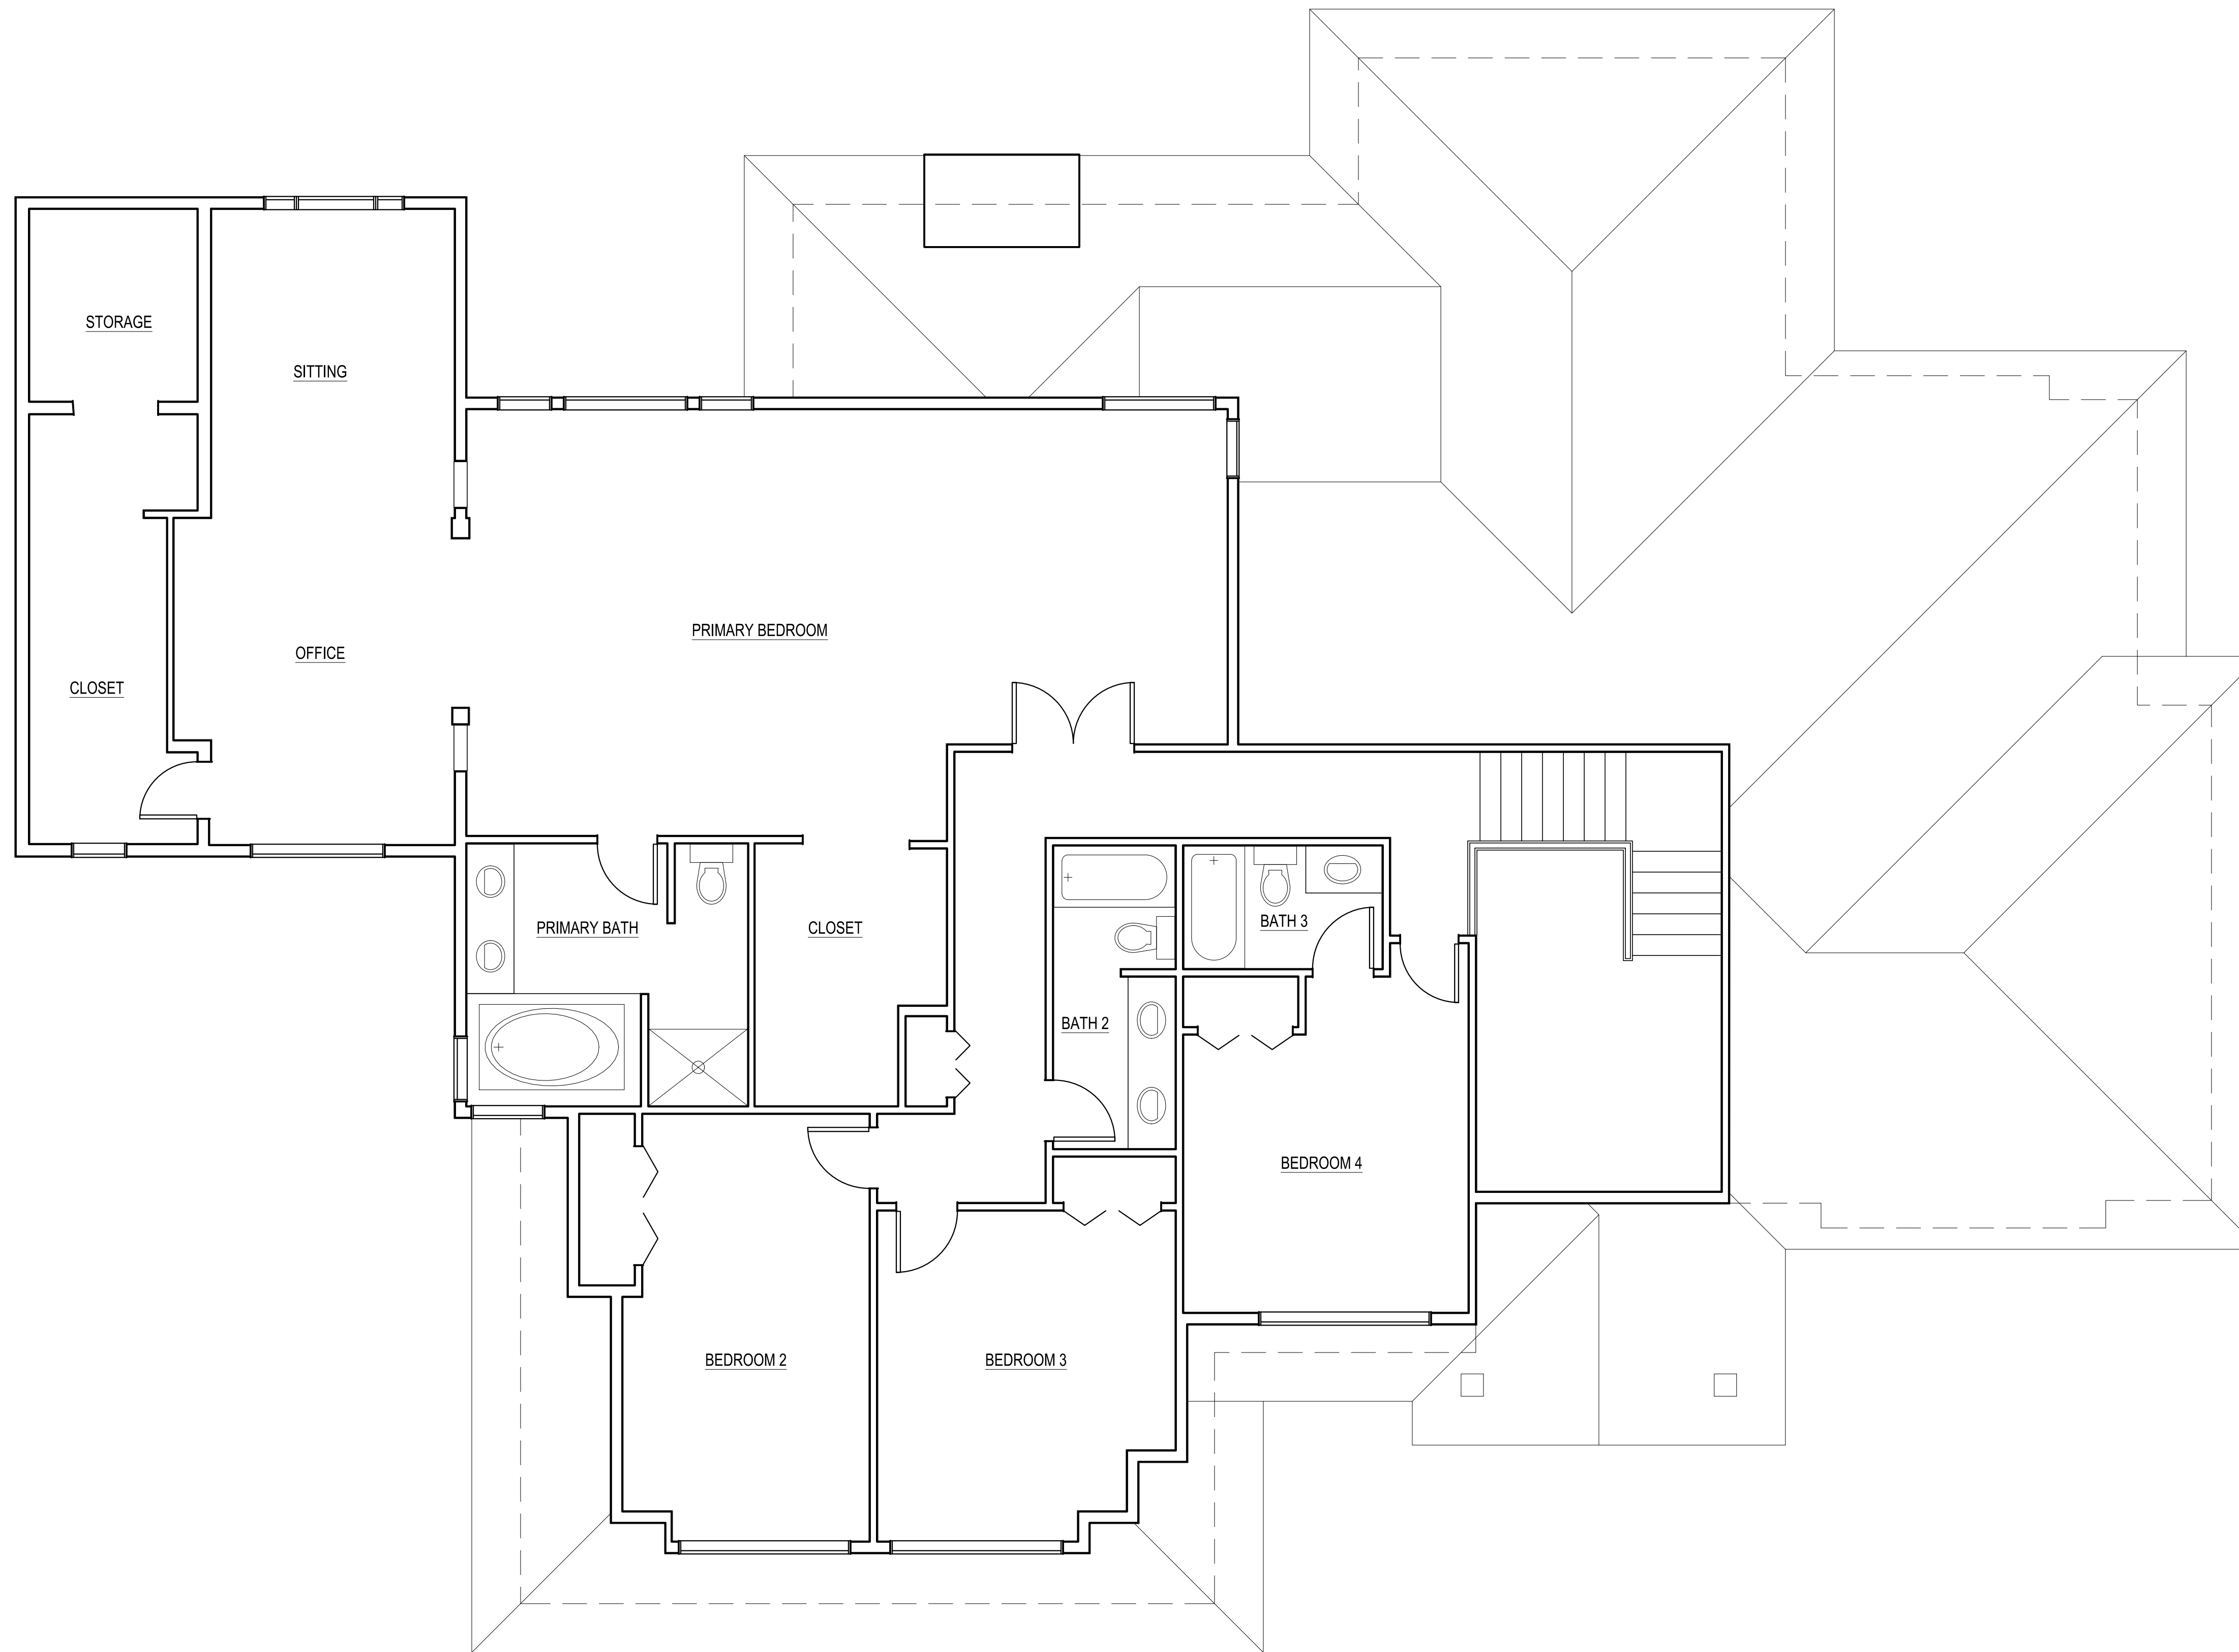 STORAGE
SITTING
PRIMARY BEDROOM
OFFICE
CLOSET
PRIMARY BATH
CLOSET
BATH 3
BATH 2
BEDROOM 4
BEDROOM 2
BEDROOM 3